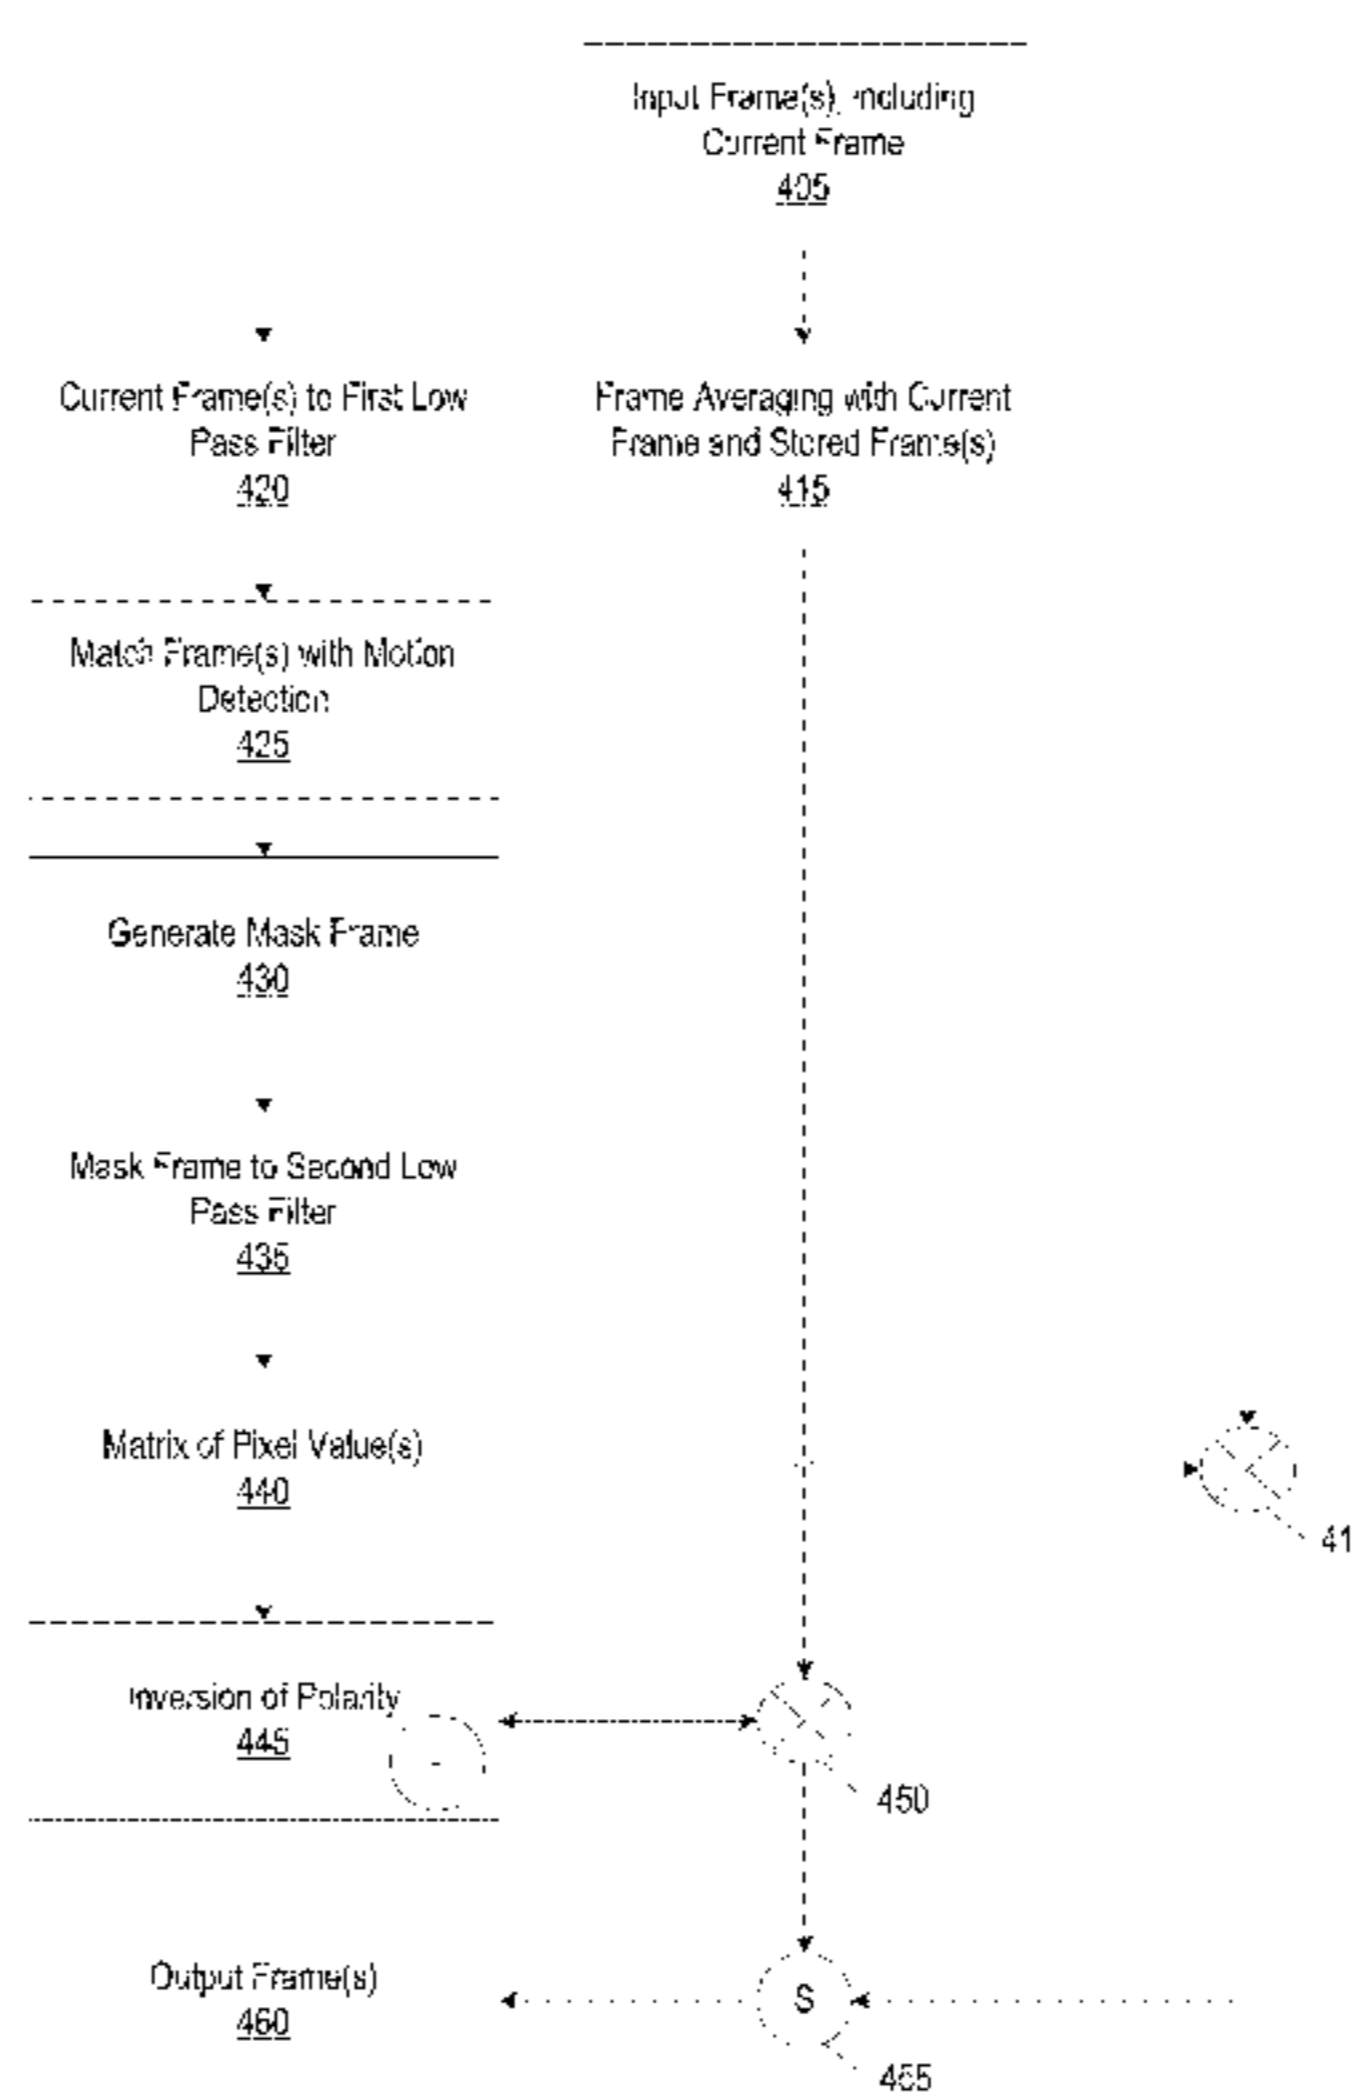 Input Frame(s), Including
Current Frame
405
Current Frame(s) to First Low
Pass Filter
420
Frame Averaging with Current
Frame and Stored Frame(s)
415
Match Frame(s) with Motion
Detection
425
Generate Mask Frame
430
Mask Frame to Second Low
Pass Filter
435
Matrix of Pixel Value(s)
440
41
Inversion of Polarity
445
-
450
Output Frame(s)
460
S
455